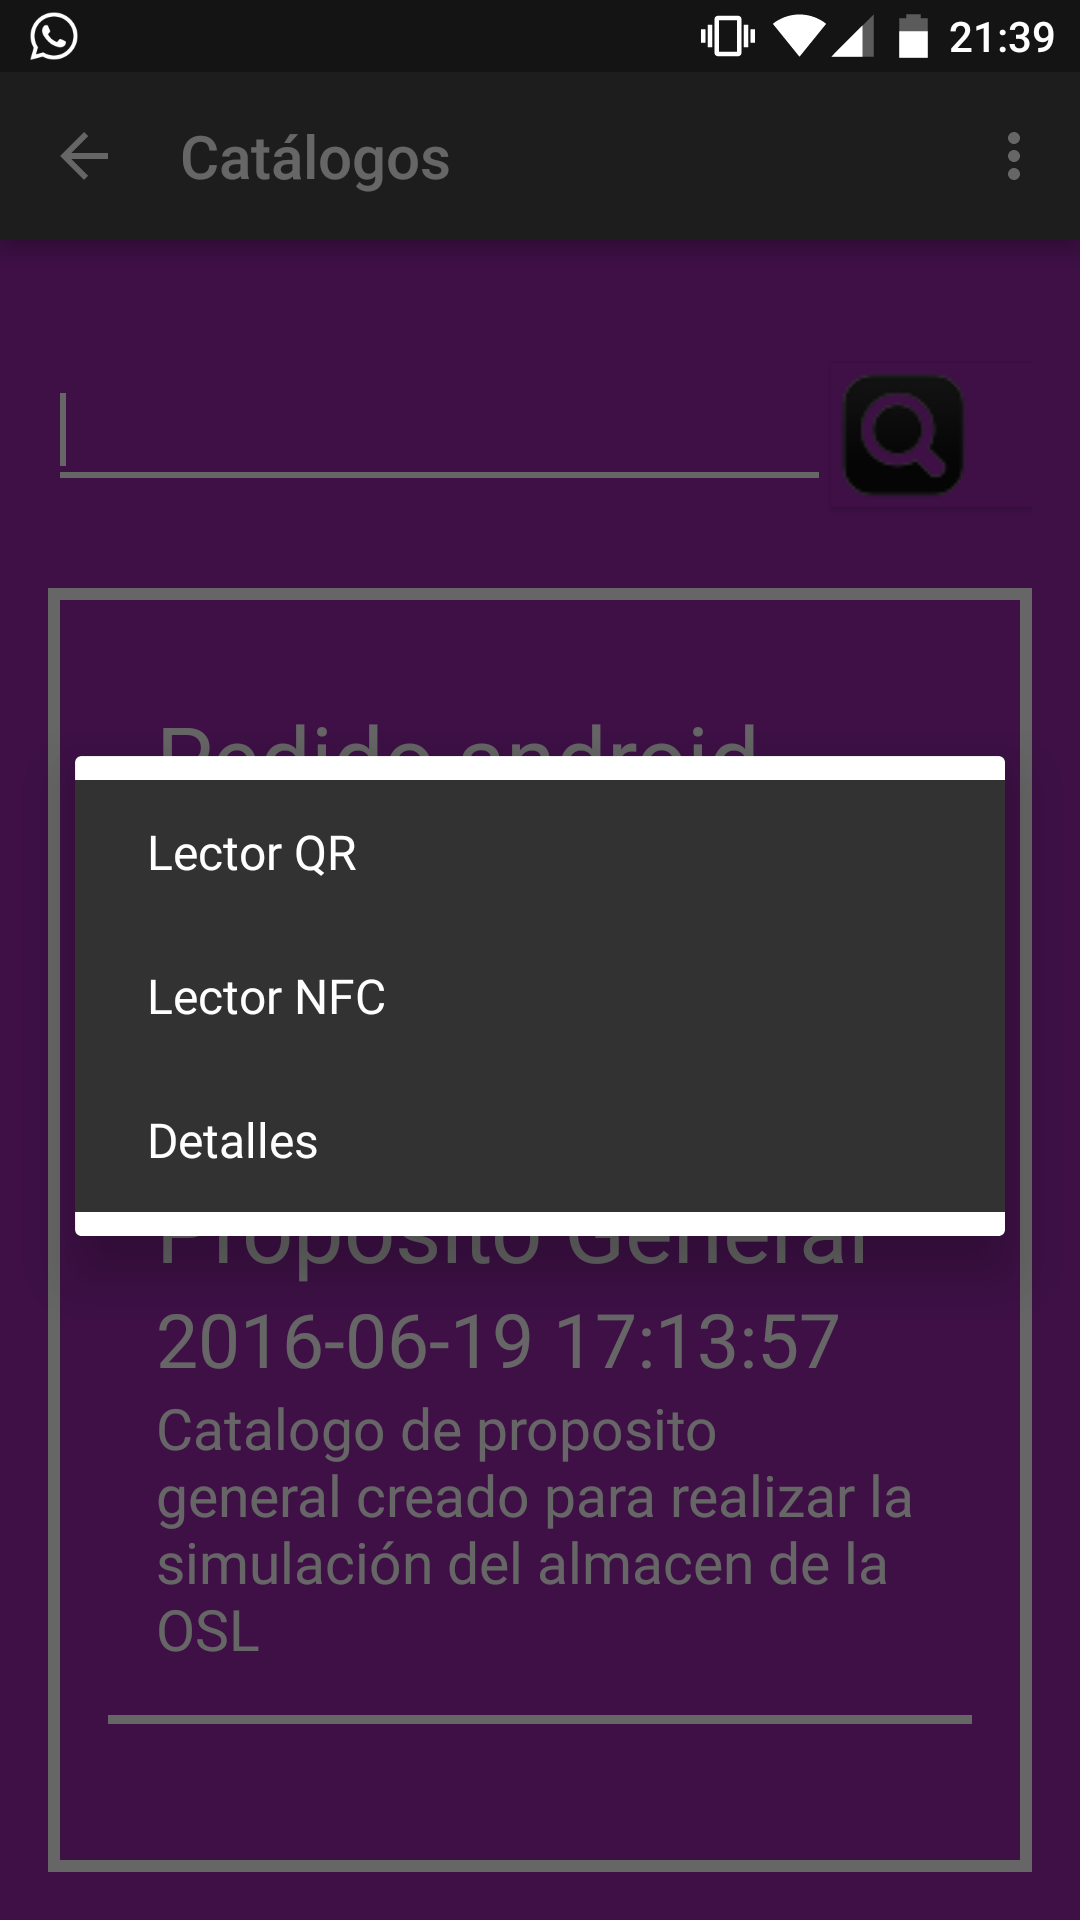 21:39
Catálogos
Pedido android
Lector QR
Lector NFC
Detalles
Proposito General
2016-06-19 17:13:57
Catalogo de proposito
general creado para realizar la
simulación del almacen de la
OSL